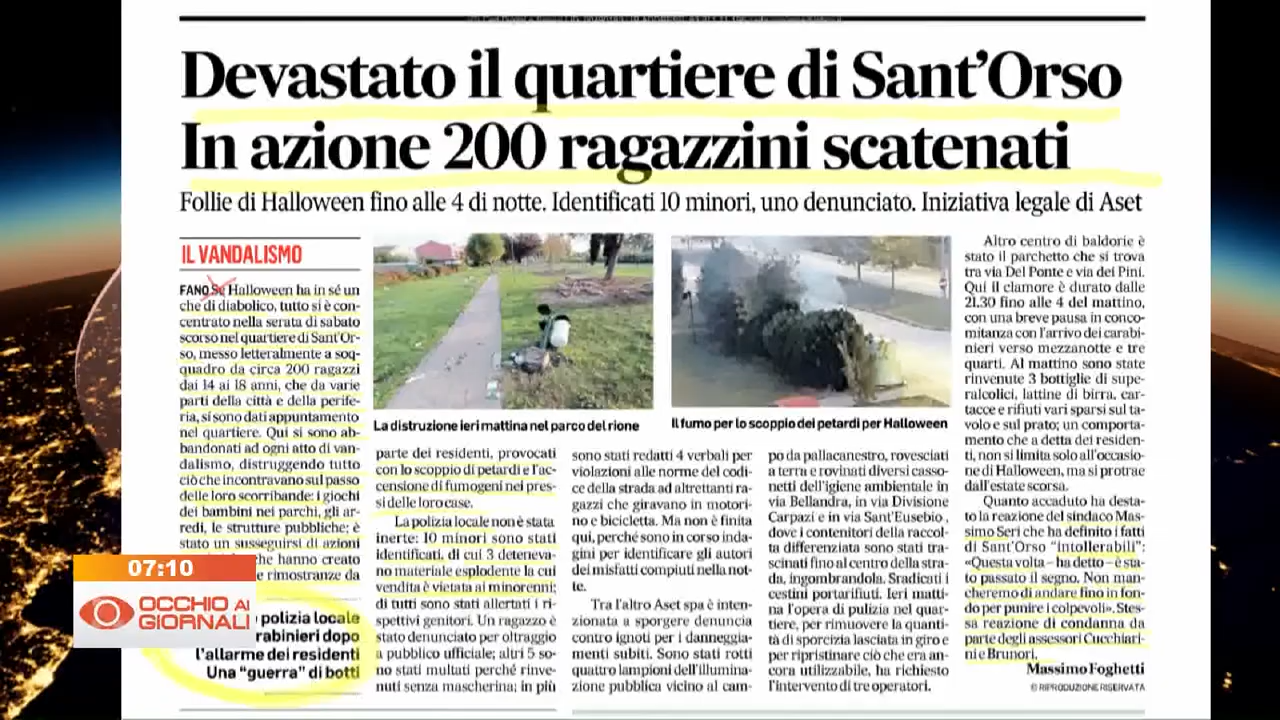 Devastato il quartiere di Sant'Orso
In azione 200 ragazzini scatenati
Follie di Halloween fino alle 4 di notte. Identificati 10 minori, uno denunciato. Iniziativa legale di Aset
IL VANDALISMO
FANO Se Halloween ha in sé un
che di diabolico, tutto si è con-
centrato nella serata di sabato
scorso nel quartiere di Sant'Or-
so, messo letteralmente a soq-
quadro da circa 200 ragazzi
dai 14 ai 18 anni, che da varie
parti della città e della perife-
ria, si sono dati appuntamento
nel quartiere. Qui si sono ab-
bandonati ad ogni atto di van-
dalismo, distruggendo tutto
ciò che incontravano sul passo
delle loro scorribande: i giochi
dei bambini nei parchi, gli ar-
redi, le strutture pubbliche; è
stato un susseguirsi di azioni
che hanno creato
e rimostranze da
polizia locale
rabinieri dopo
l'allarme dei residenti
Una "guerra" di botti
La distruzione ieri mattina nel parco del rione
Il fumo per lo scoppio dei petardi per Halloween
parte dei residenti, provocati
con lo scoppio di petardi e l'ac-
censione di fumogeni nei pres-
si delle loro case.
La polizia locale non è stata
inerte: 10 minori sono stati
identificati, di cui 3 deteneva-
no materiale esplodente la cui
vendita è vietata ai minorenni;
di tutti sono stati allertati i ri-
spettivi genitori. Un ragazzo è
stato denunciato per oltraggio
a pubblico ufficiale; altri 5 so-
no stati multati perché rinve-
nuti senza mascherina; in più
sono stati redatti 4 verbali per
violazioni alle norme del codi-
ce della strada ad altrettanti ra-
gazzi che giravano in motori-
no e bicicletta. Ma non è finita
qui, perché sono in corso inda-
gini per identificare gli autori
dei misfatti compiuti nella not-
te.
Tra l'altro Aset spa è inten-
zionata a sporgere denuncia
contro ignoti per i danneggia-
menti subiti. Sono stati rotti
quattro lampioni dell'illumina-
zione pubblica vicino al cam-
po da pallacanestro, rovesciati
a terra e rovinati diversi casso-
netti dell'igiene ambientale in
via Bellandra, in via Divisione
Carpazi e in via Sant'Eusebio,
dove i contenitori della raccol-
ta differenziata sono stati tra-
scinati fino al centro della stra-
da, ingombrandola. Sradicati i
cestini portarifiuti. Ieri matti-
na l'opera di pulizia nel quar-
tiere, per rimuovere la quanti-
tà di sporcizia lasciata in giro e
per ripristinare ciò che era an-
cora utilizzabile, ha richiesto
l'intervento di tre operatori.
Altro centro di baldorie è
stato il parchetto che si trova
tra via Del Ponte e via dei Pini.
Qui il clamore è durato dalle
21.30 fino alle 4 del mattino,
con una breve pausa in conco-
mitanza con l'arrivo dei carabi-
nieri verso mezzanotte e tre
quarti. Al mattino sono state
rinvenute 3 bottiglie di supe-
ralcolici, lattine di birra, car-
tacce e rifiuti vari sparsi sul ta-
volo e sul prato; un comporta-
mento che a detta dei residen-
ti, non si limita solo all'occasio-
ne di Halloween, ma si protrae
dall'estate scorsa.
Quanto accaduto ha desta-
to la reazione del sindaco Mas-
simo Seri che ha definito i fatti
di Sant'Orso "intollerabili":
«Questa volta - ha detto - è sta-
to passato il segno. Non man-
cheremo di andare fino in fon-
do per punire i colpevoli». Stes-
sa reazione di condanna da
parte degli assessori Cucchiari-
ni e Brunori.
Massimo Foghetti
© RIPRODUZIONE RISERVATA
07:10
OCCHIO AI
GIORNALI